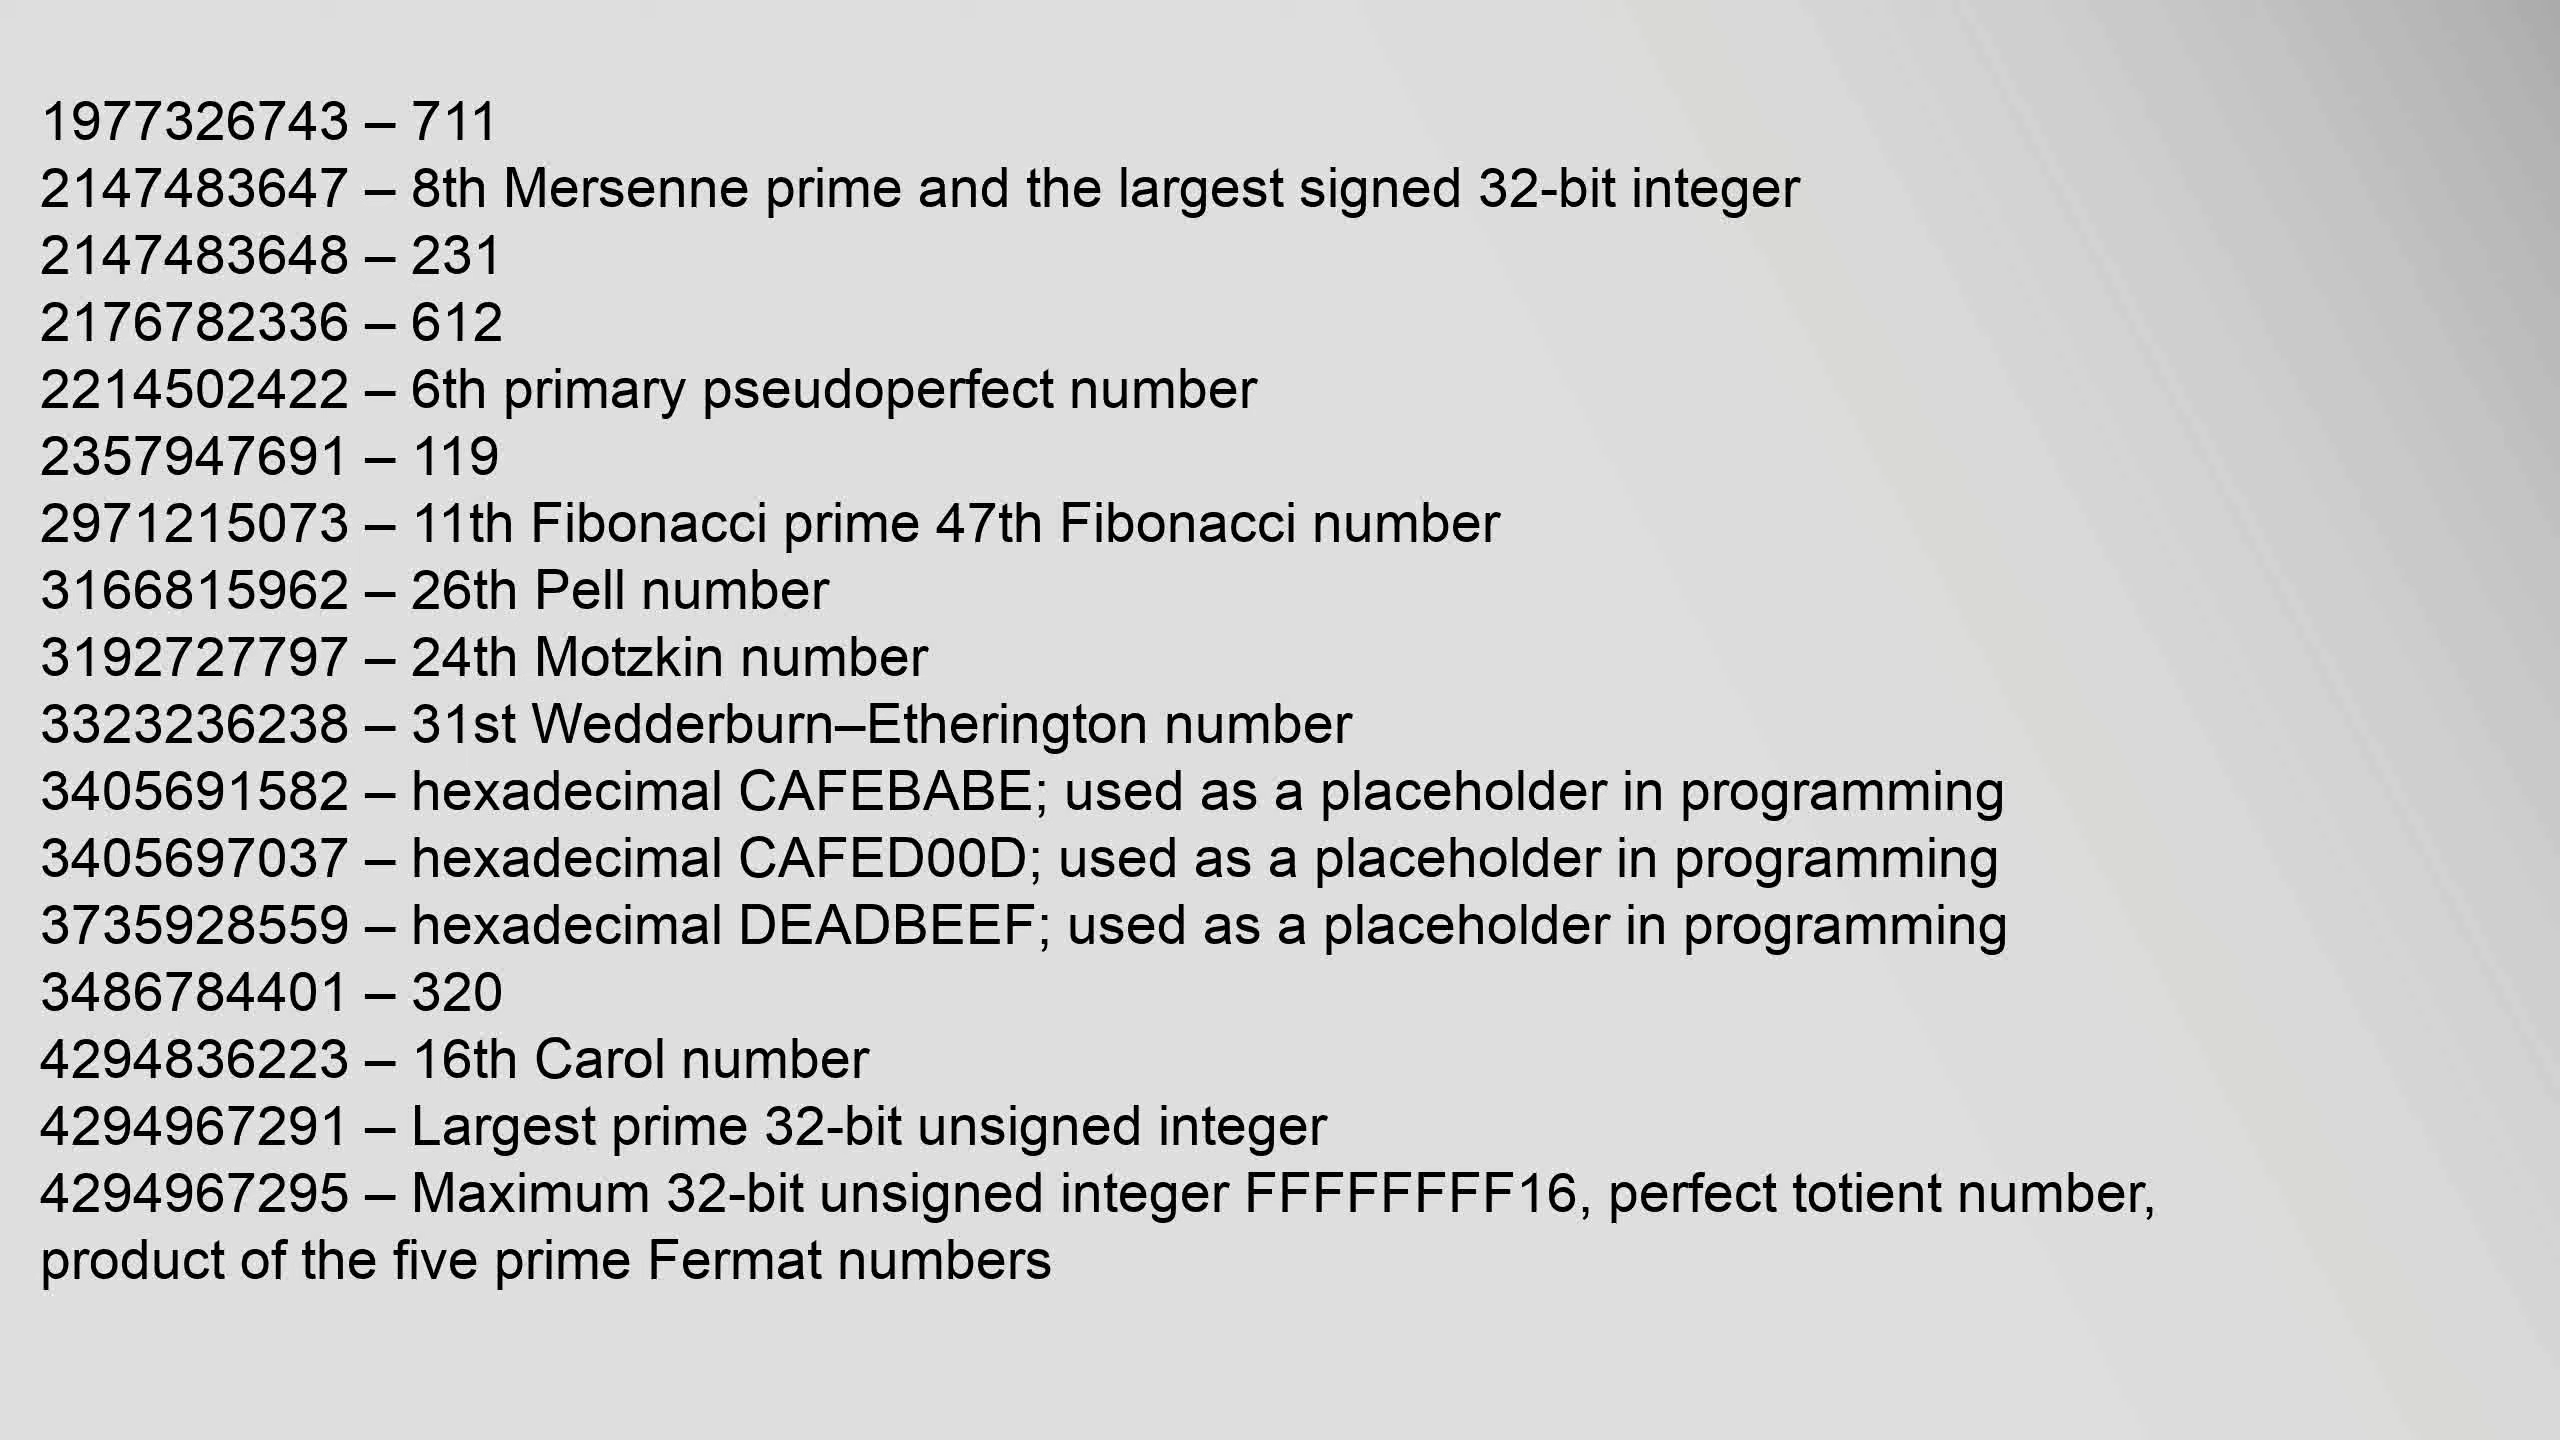 1977326743 – 711
2147483647 – 8th Mersenne prime and the largest signed 32-bit integer
2147483648 – 231
2176782336 – 612
2214502422 – 6th primary pseudoperfect number
2357947691 – 119
2971215073 – 11th Fibonacci prime 47th Fibonacci number
3166815962 – 26th Pell number
3192727797 – 24th Motzkin number
3323236238 – 31st Wedderburn–Etherington number
3405691582 – hexadecimal CAFEBABE; used as a placeholder in programming
3405697037 – hexadecimal CAFED00D; used as a placeholder in programming
3735928559 – hexadecimal DEADBEEF; used as a placeholder in programming
3486784401 – 320
4294836223 – 16th Carol number
4294967291 – Largest prime 32-bit unsigned integer
4294967295 – Maximum 32-bit unsigned integer FFFFFFFF16, perfect totient number,
product of the five prime Fermat numbers